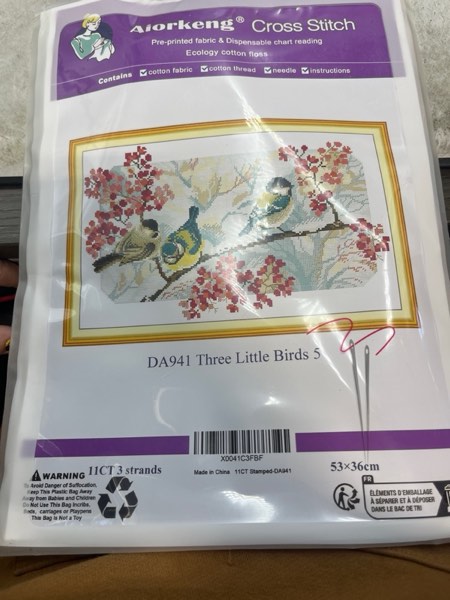 Aiorkeng® Cross Stitch
Pre-printed fabric & Dispensable chart reading
Ecology cotton floss
Contains cotton fabric cotton thread needle instructions
DA941 Three Little Birds 5
X0041C3FBF
Made in China 11CT Stamped-DA941
11CT 3 strands
53×36cm
WARNING
To Avoid Danger of Suffocation,
Keep This Plastic Bag Away
Away from Babies and Children
Do Not Use This Bag Incribs,
Beds, carriages or Playpens
This Bag is Not a Toy
FR
ÉLÉMENTS D'EMBALLAGE
À SÉPARER ET À DÉPOSER
DANS LE BAC DE TRI